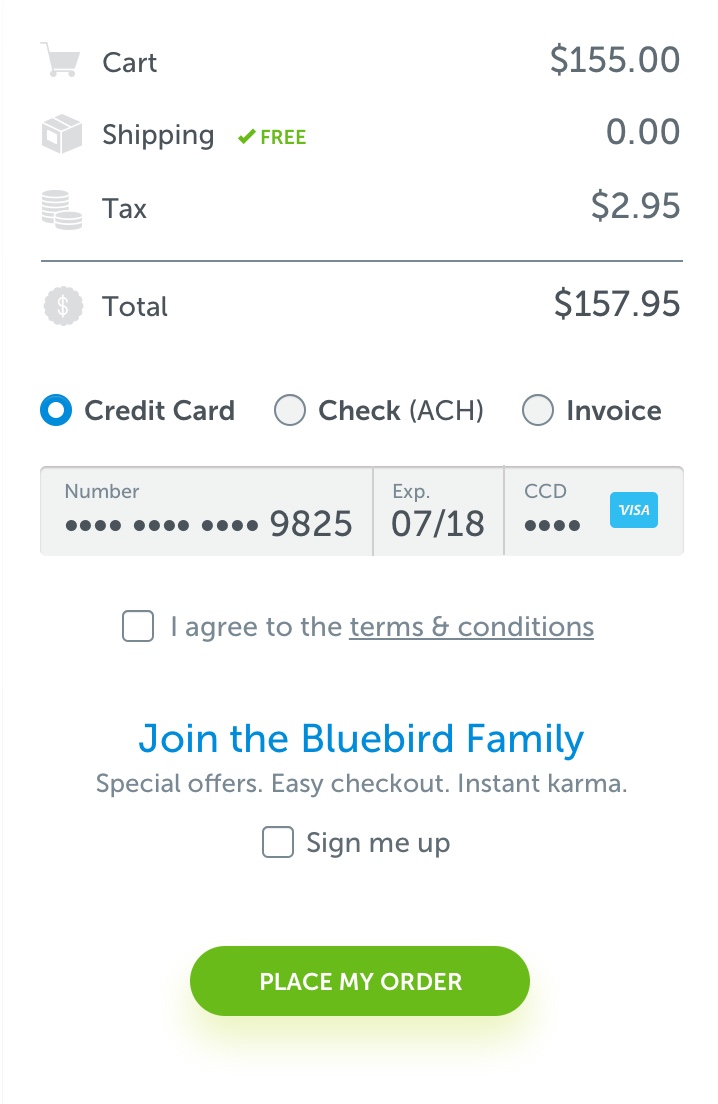 Cart $155.00
Shipping FREE 0.00
Tax $2.95
$ Total $157.95
Credit Card Check (ACH) Invoice
Number Exp. CCD
•••• •••• •••• 9825 07/18 •••• VISA
I agree to the terms & conditions
Join the Bluebird Family
Special offers. Easy checkout. Instant karma.
Sign me up
PLACE MY ORDER